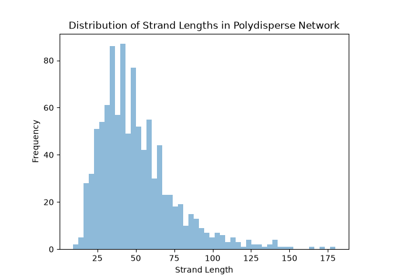 Distribution of Strand Lengths in Polydisperse Network
80
60
40
20
0
Frequency
25 50 75 100 125 150 175
Strand Length